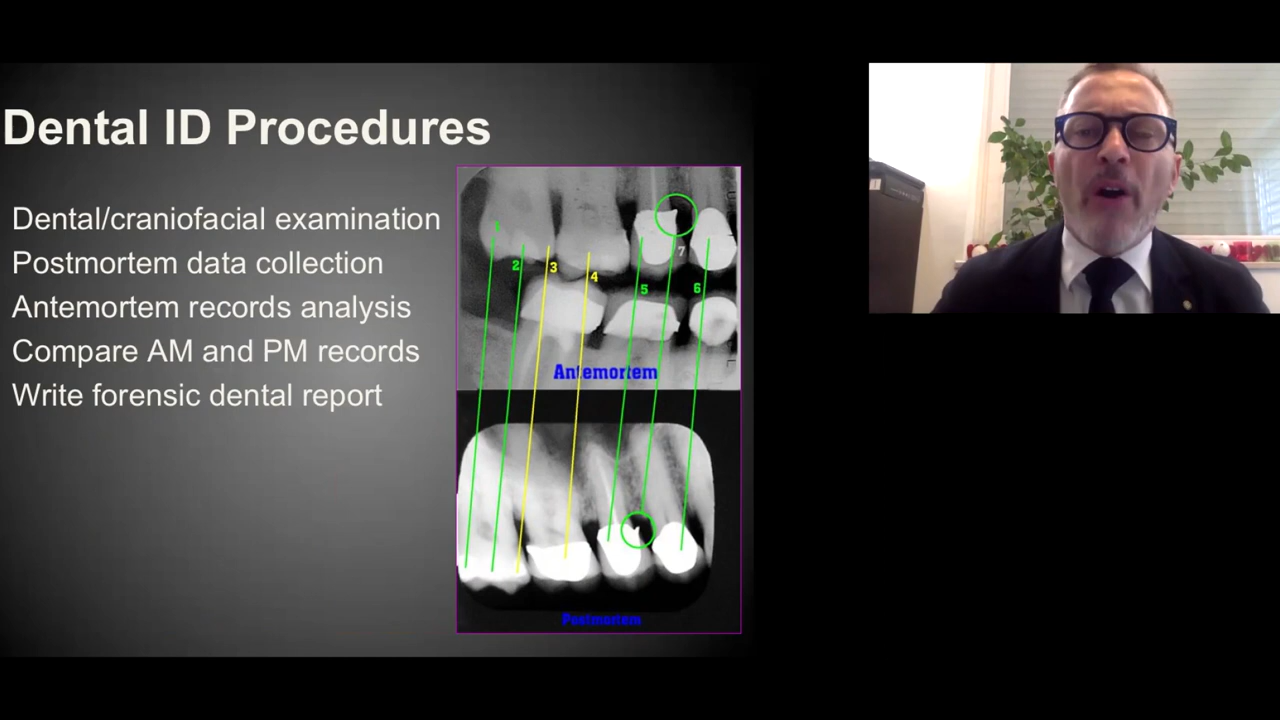 Dental ID Procedures
Dental/craniofacial examination
Postmortem data collection
Antemortem records analysis
Compare AM and PM records
Write forensic dental report
1
2
3
4
5
6
7
Antemortem
Postmortem